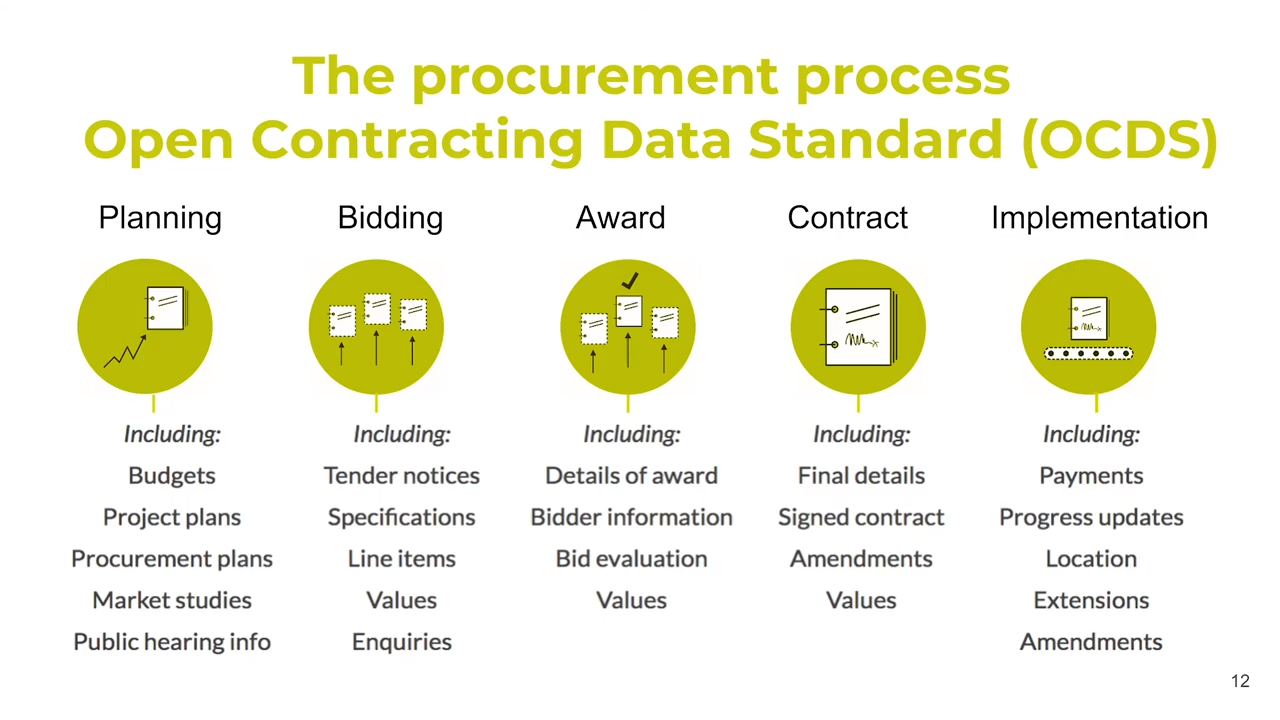 The procurement process
Open Contracting Data Standard (OCDS)
Planning
Including:
Budgets
Project plans
Procurement plans
Market studies
Public hearing info
Bidding
Including:
Tender notices
Specifications
Line items
Values
Enquiries
Award
Including:
Details of award
Bidder information
Bid evaluation
Values
Contract
Including:
Final details
Signed contract
Amendments
Values
Implementation
Including:
Payments
Progress updates
Location
Extensions
Amendments
12